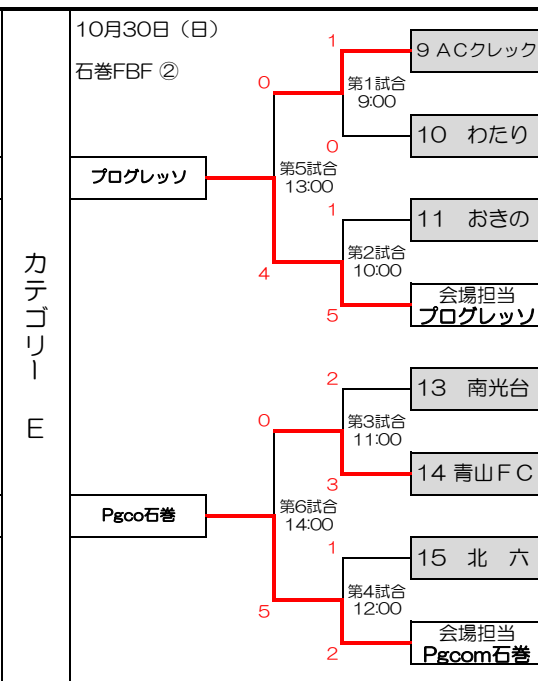 10月30日（日）
石巻FBF ②
カテゴリー　E
1
9 ACクレック
0
第1試合
9:00
0
10　わたり
プログレッソ
第5試合
13:00
1
11　おきの
第2試合
10:00
4
5
会場担当
プログレッソ
2
13　南光台
0
第3試合
11:00
3
14 青山FC
Pgco石巻
第6試合
14:00
1
15　北　六
第4試合
12:00
5
2
会場担当
Pgcom石巻